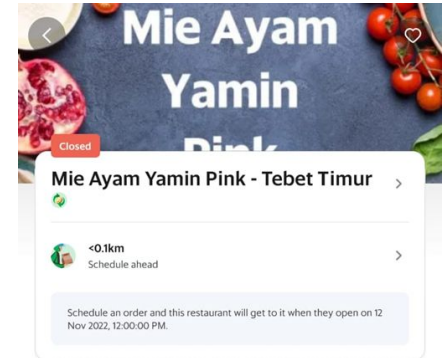 Mie Ayam
Yamin
Pink
Closed
Mie Ayam Yamin Pink - Tebet Timur
<0.1km
Schedule ahead
Schedule an order and this restaurant will get to it when they open on 12
Nov 2022, 12:00:00 PM.